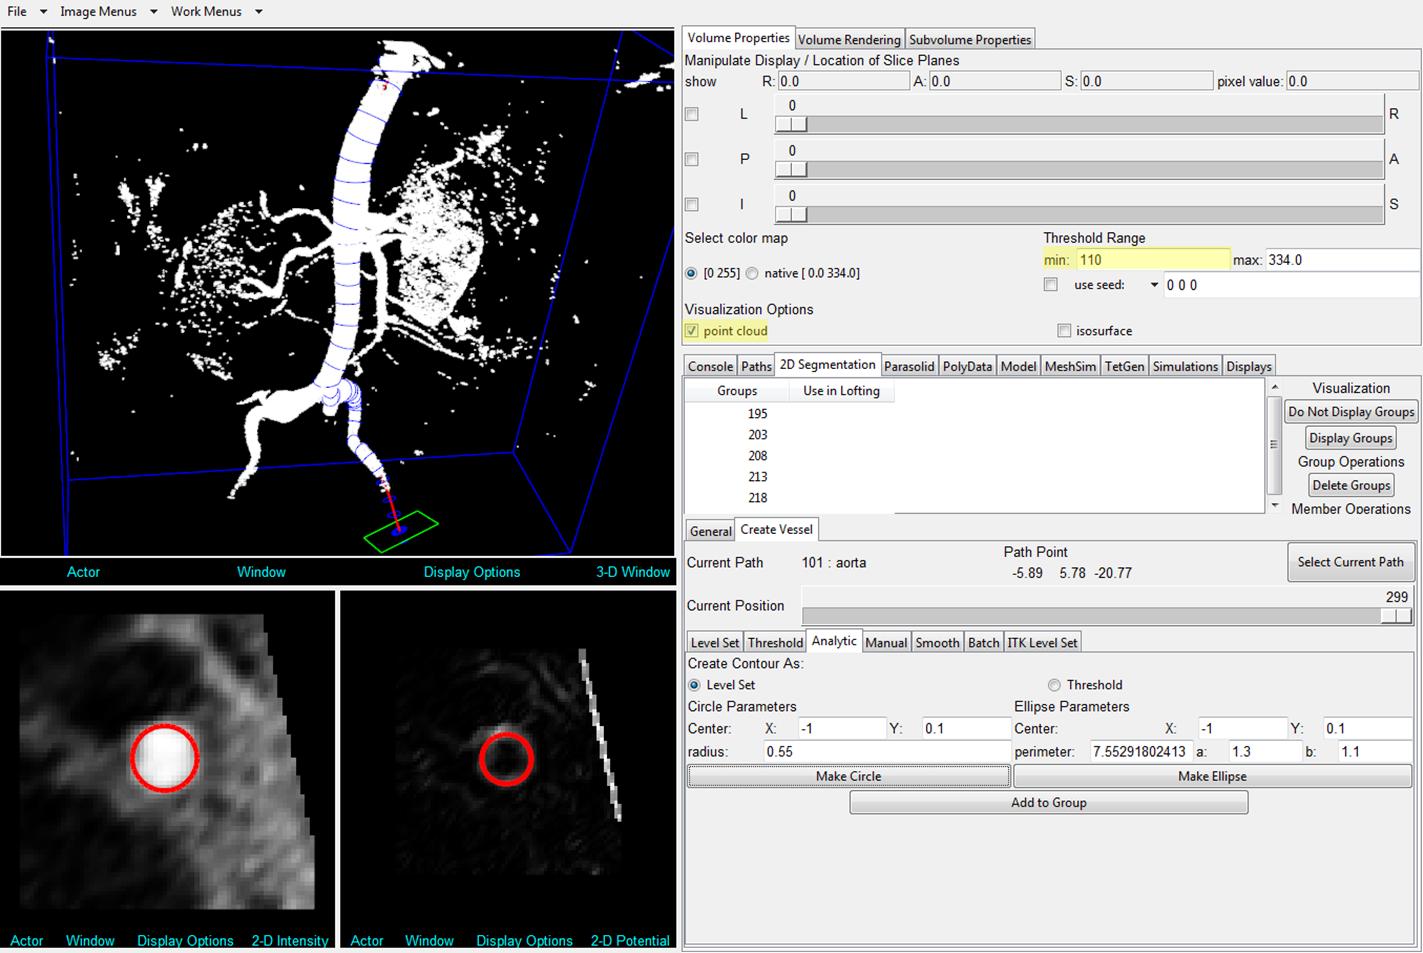 File Image Menus Work Menus
Volume Properties Volume Rendering Subvolume Properties
Manipulate Display / Location of Slice Planes
show R: 0.0 A: 0.0 S: 0.0 pixel value: 0.0
0
L R
0
P A
0
I S
Select color map Threshold Range
min: 110 max: 334.0
[0 255] native [ 0.0 334.0]
use seed: 0 0 0
Visualization Options
point cloud isosurface
Console Paths 2D Segmentation Parasolid PolyData Model MeshSim TetGen Simulations Displays
Groups Use in Lofting Visualization
195
Do Not Display Groups
203
Display Groups
208
Group Operations
213
Delete Groups
218
Member Operations
General Create Vessel
Current Path 101 : aorta Path Point
-5.89 5.78 -20.77
Select Current Path
Current Position 299
Actor Window Display Options 3-D Window
Level Set Threshold Analytic Manual Smooth Batch ITK Level Set
Create Contour As:
Level Set Threshold
Circle Parameters Ellipse Parameters
Center: X: -1 Y: 0.1 Center: X: -1 Y: 0.1
radius: 0.55 perimeter: 7.55291802413 a: 1.3 b: 1.1
Make Circle Make Ellipse
Add to Group
Actor Window Display Options 2-D Intensity
Actor Window Display Options 2-D Potential